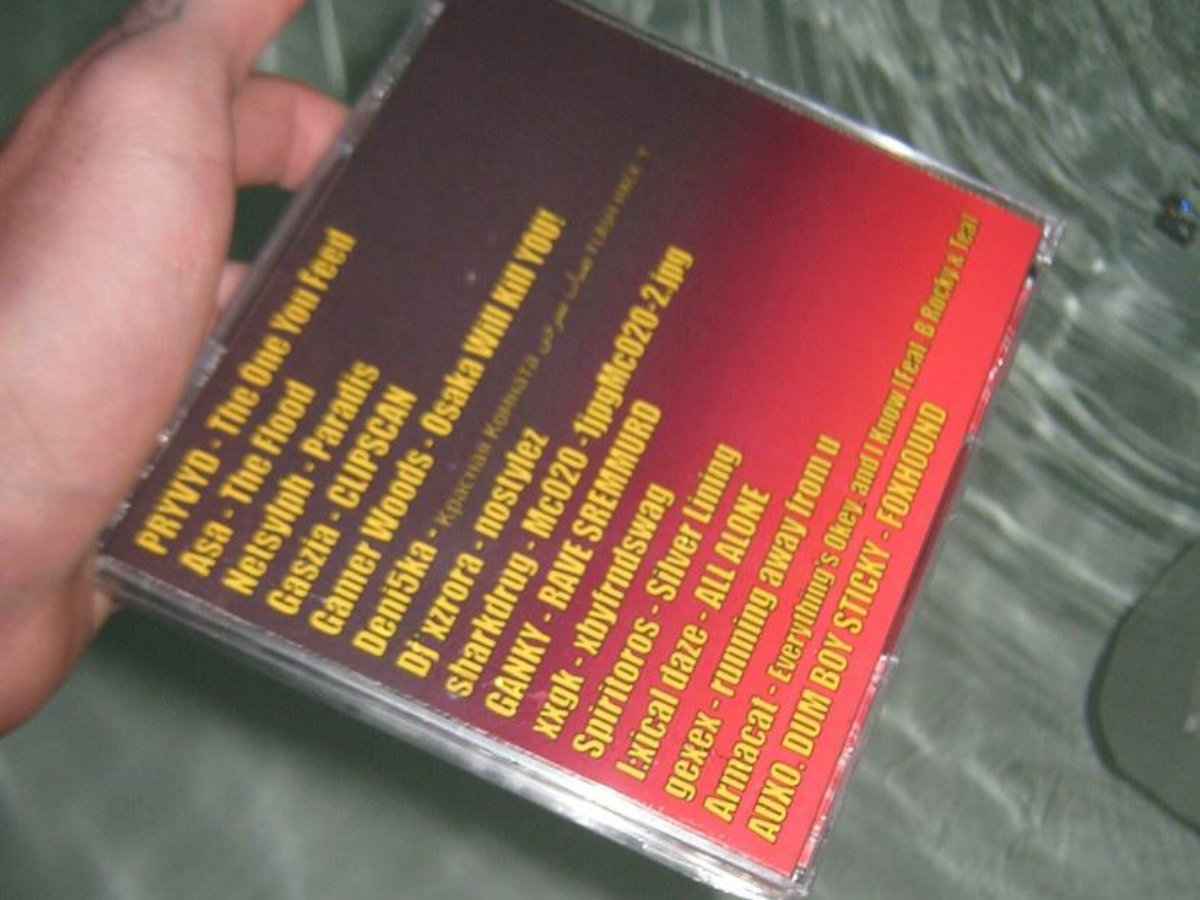 PRYVYD - The One You Feed
Asa - The Flood
Netsylph - Paradis
Gaszia - CLIPSCAN
Gamer Woods - Osaka Will Kill YOU!
Deni5ka - Красная Комната
Dj xzrora - nostylez
sharkdrug - Mc020 -1jpgMc020-2.jpg
GANKY - RAVE SREMMURD
xxgk - xbyfrndswag
Spiritoros - Silver Lining
l:xical daze - ALL ALONE
gexex - running away from u
Armacat - Everything's Okey, and I Know (feat B Rocky x Tea)
AUXO. DUM BOY STICKY - FOXHOUND